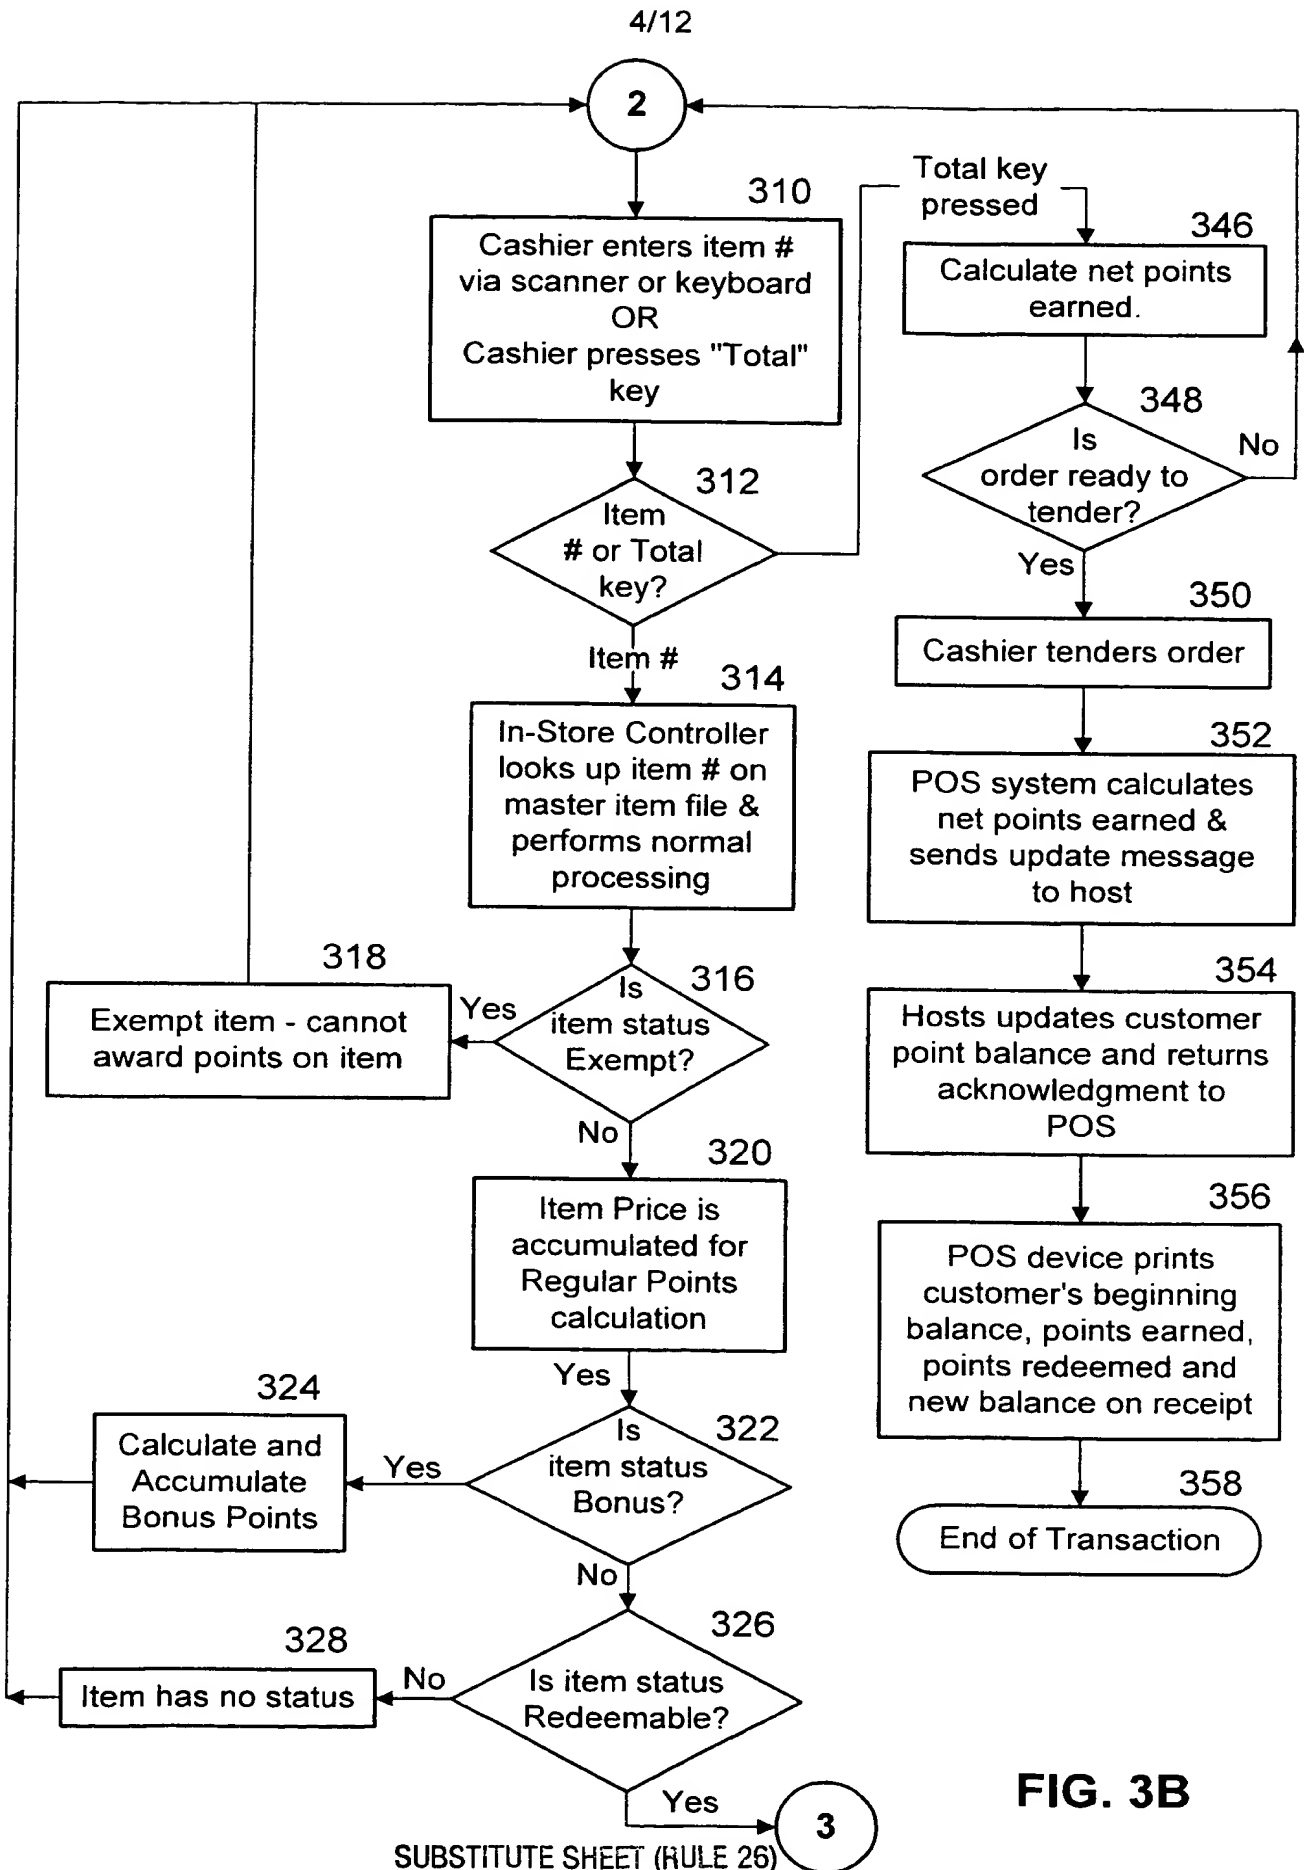 4/12
2
310
Cashier enters item #
via scanner or keyboard
OR
Cashier presses "Total"
key
312
Item
# or Total
key?
Total key
pressed
Item #
314
In-Store Controller
looks up item # on
master item file &
performs normal
processing
316
Is
item status
Exempt?
Yes
318
Exempt item - cannot
award points on item
No
320
Item Price is
accumulated for
Regular Points
calculation
Yes
322
Is
item status
Bonus?
Yes
324
Calculate and
Accumulate
Bonus Points
No
326
Is item status
Redeemable?
No
328
Item has no status
Yes
3
346
Calculate net points
earned.
348
Is
order ready to
tender?
No
Yes
350
Cashier tenders order
352
POS system calculates
net points earned &
sends update message
to host
354
Hosts updates customer
point balance and returns
acknowledgment to
POS
356
POS device prints
customer's beginning
balance, points earned,
points redeemed and
new balance on receipt
358
End of Transaction
FIG. 3B
SUBSTITUTE SHEET (RULE 26)